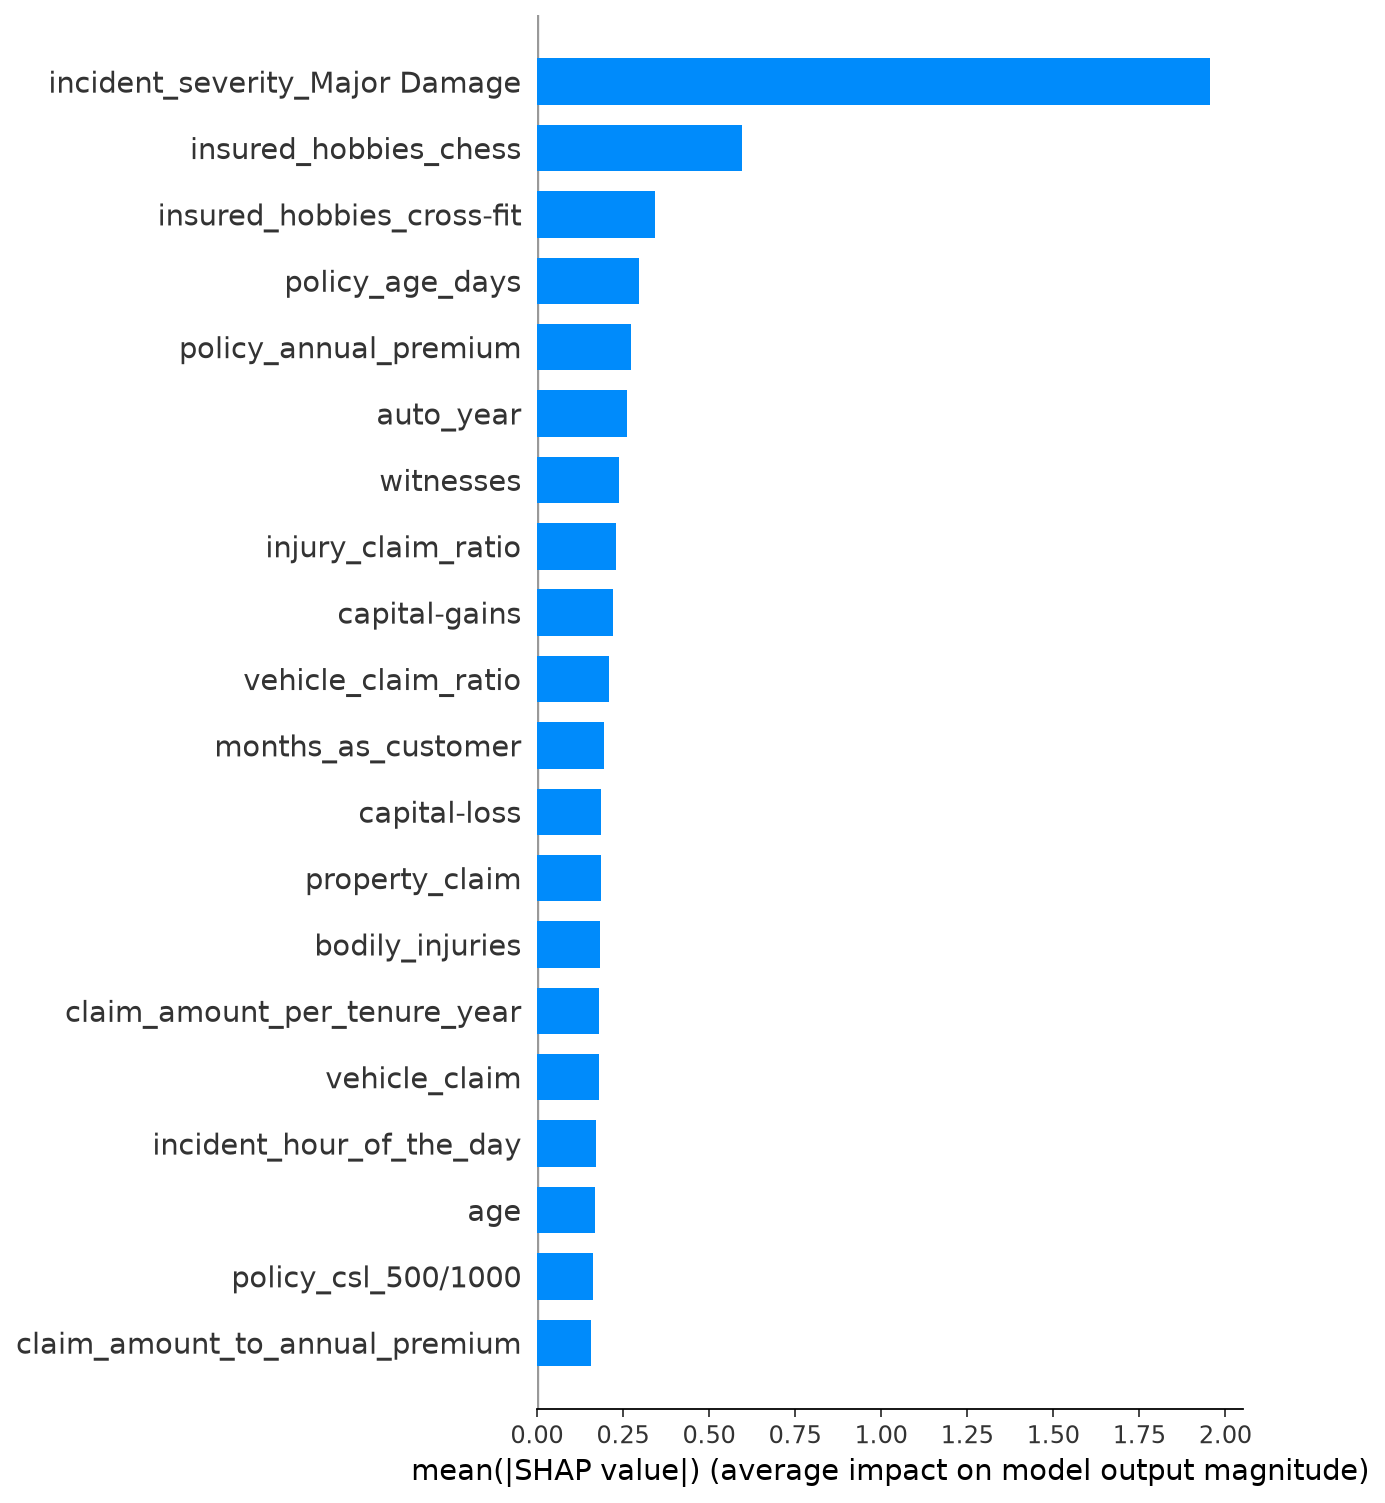 incident_severity_Major Damage
insured_hobbies_chess
insured_hobbies_cross-fit
policy_age_days
policy_annual_premium
auto_year
witnesses
injury_claim_ratio
capital-gains
vehicle_claim_ratio
months_as_customer
capital-loss
property_claim
bodily_injuries
claim_amount_per_tenure_year
vehicle_claim
incident_hour_of_the_day
age
policy_csl_500/1000
claim_amount_to_annual_premium
0.00 0.25 0.50 0.75 1.00 1.25 1.50 1.75 2.00
mean(|SHAP value|) (average impact on model output magnitude)